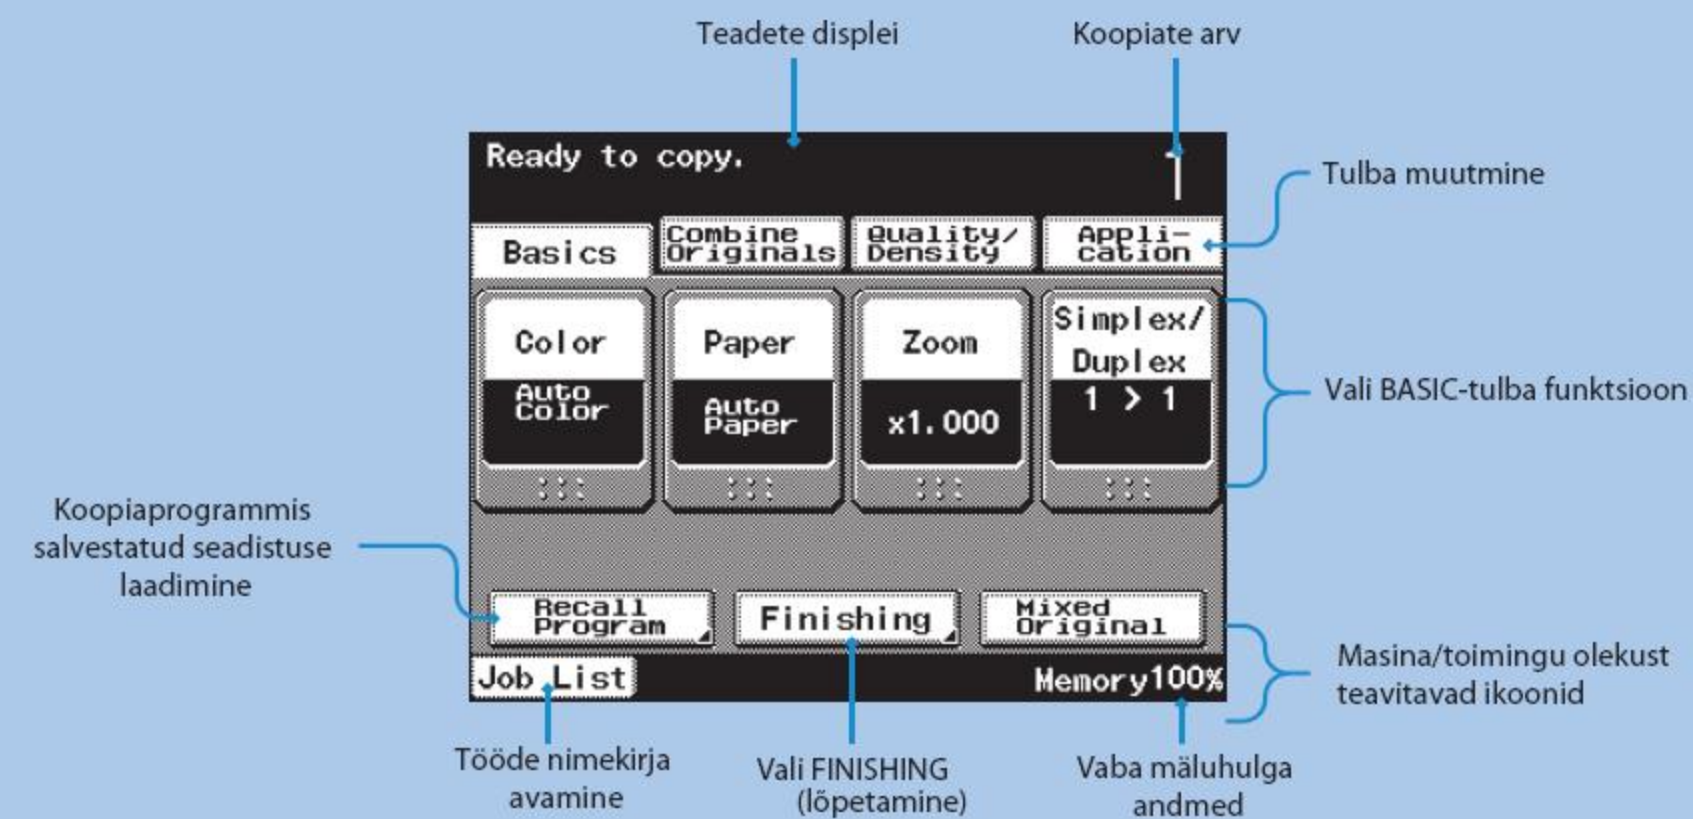 Teadete displei
Koopiate arv
Ready to copy.
1
Tulba muutmine
Basics
Combine
Originals
Quality/
Density
Appli-
cation
Color
Auto
Color
Paper
Auto
Paper
Zoom
x1.000
Simplex/
Duplex
1 > 1
Vali BASIC-tulba funktsioon
Koopiaprogrammis
salvestatud seadistuse
laadimine
Recall
Program
Finishing
Mixed
Original
Job List
Memory100%
Masina/toimingu olekust
teavitavad ikoonid
Tööde nimekirja
avamine
Vali FINISHING
(lõpetamine)
Vaba mäluhulga
andmed